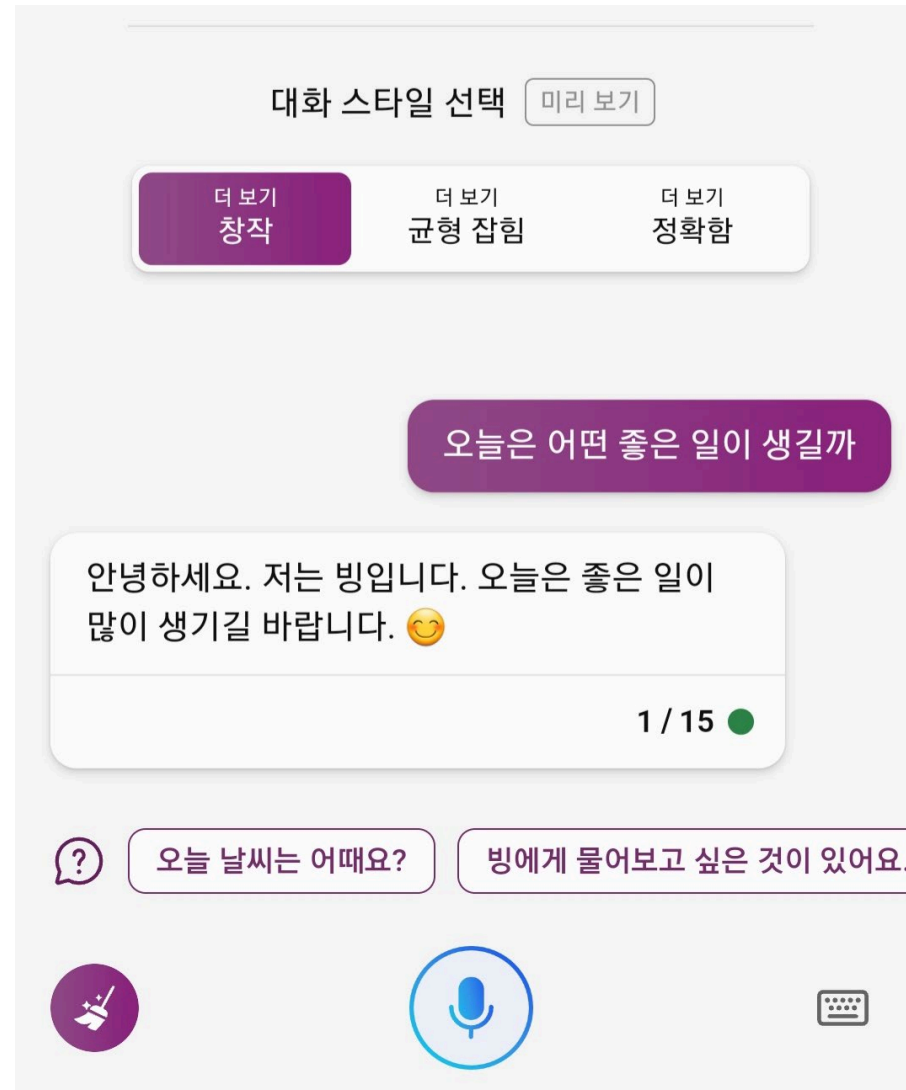 대화 스타일 선택 미리 보기
더 보기 더 보기 더 보기
창작 균형 잡힘 정확함
오늘은 어떤 좋은 일이 생길까
안녕하세요. 저는 빙입니다. 오늘은 좋은 일이
많이 생기길 바랍니다. 😊
1 / 15
오늘 날씨는 어때요? 빙에게 물어보고 싶은 것이 있어요.